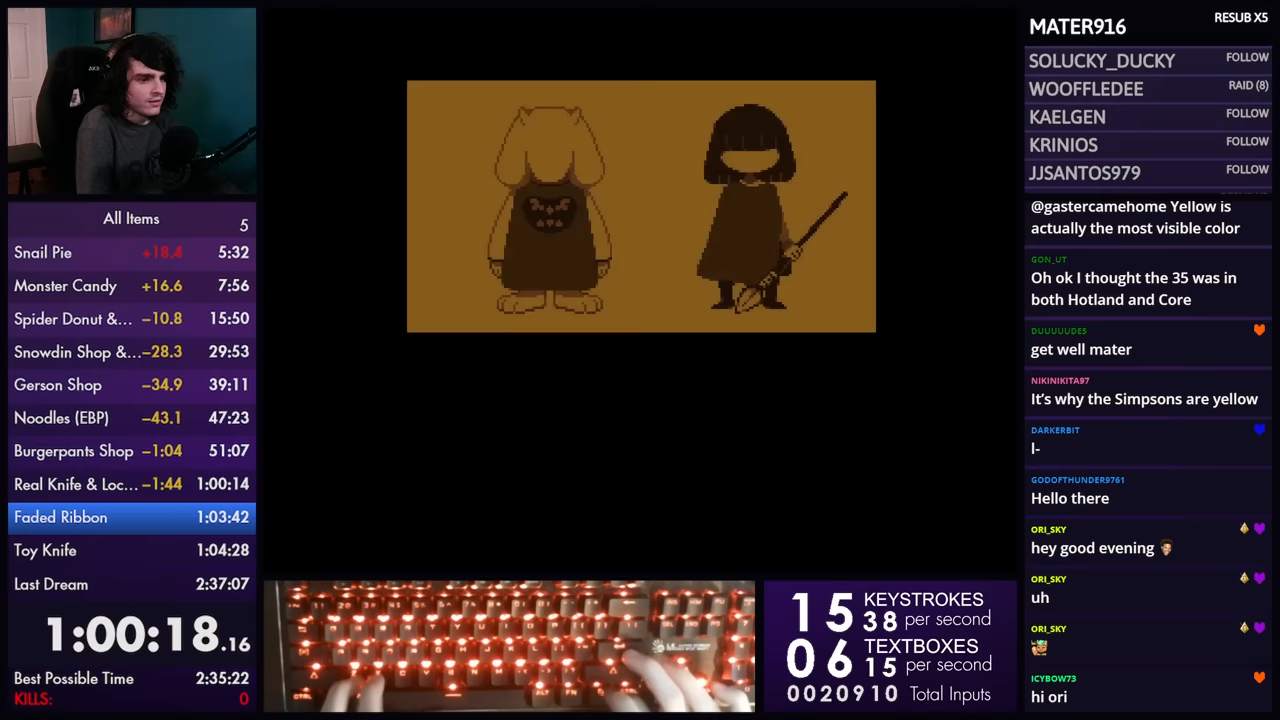 All Items
5
Snail Pie +18.4 5:32
Monster Candy +16.6 7:56
Spider Donut &... −10.8 15:50
Snowdin Shop &... −28.3 29:53
Gerson Shop −34.9 39:11
Noodles (EBP) −43.1 47:23
Burgerpants Shop −1:04 51:07
Real Knife & Loc... −1:44 1:00:14
Faded Ribbon 1:03:42
Toy Knife 1:04:28
Last Dream 2:37:07
1:00:18.16
Best Possible Time 2:35:22
KILLS: 0
15 KEYSTROKES
38 per second
06 TEXTBOXES
15 per second
0020910 Total Inputs
MATER916 RESUB X5
SOLUCKY_DUCKY FOLLOW
WOOFFLEDEE RAID (8)
KAELGEN FOLLOW
KRINIOS FOLLOW
JJSANTOS979 FOLLOW
@gastercamehome Yellow is
actually the most visible color
GON_UT
Oh ok I thought the 35 was in
both Hotland and Core
DUUUUUDES
get well mater
NIKINIKITA97
It's why the Simpsons are yellow
DARKERBIT
I-
GODOFTHUNDER9761
Hello there
ORI_SKY
hey good evening
ORI_SKY
uh
ORI_SKY
ICYBOW73
hi ori